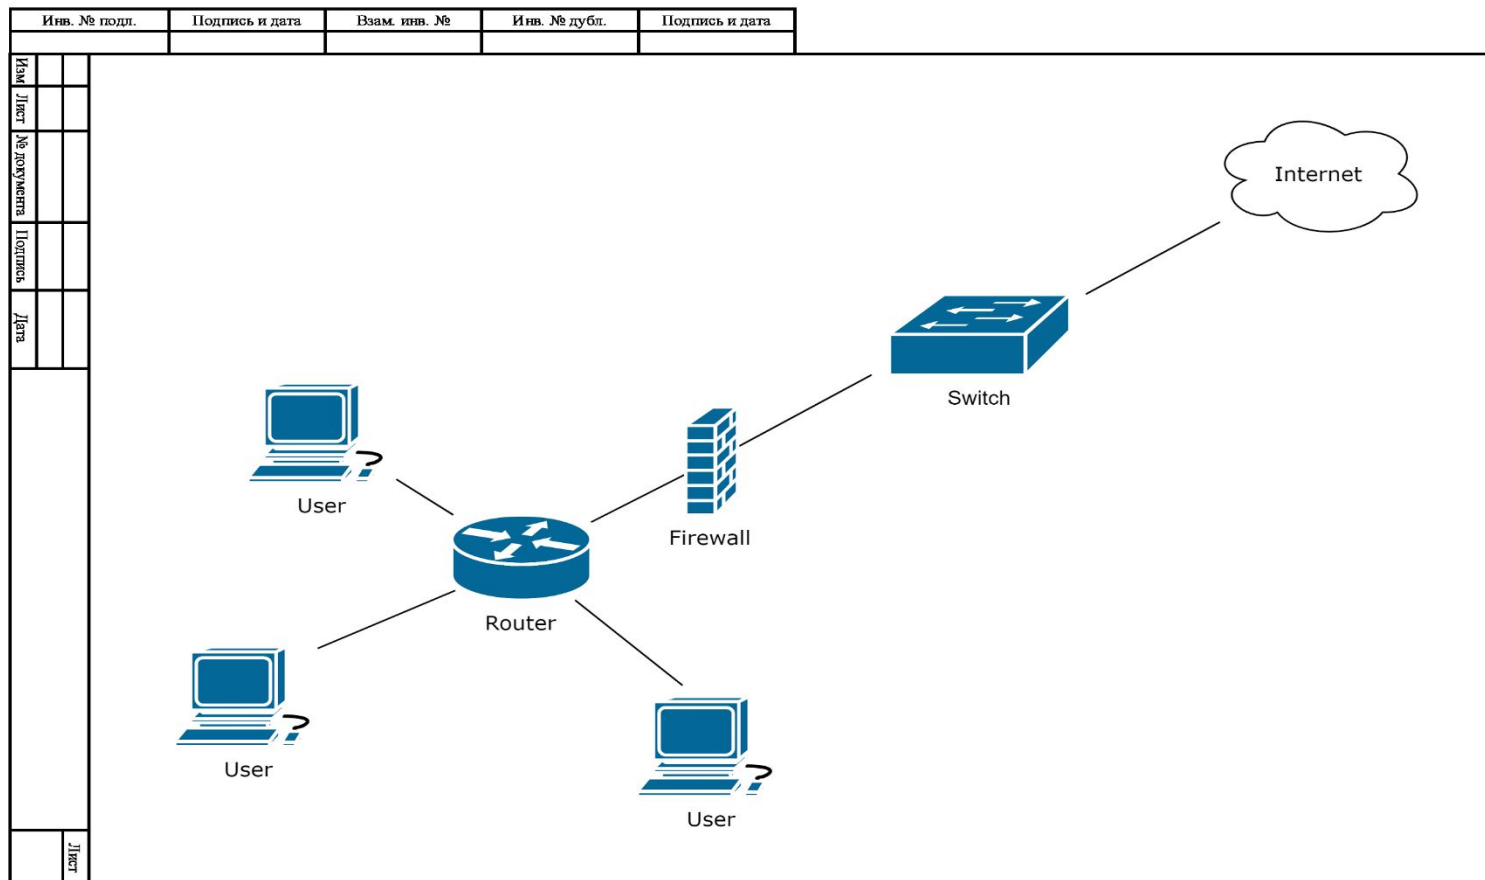 Инв. № подл.
Подпись и дата
Взам. инв. №
Инв. № дубл.
Подпись и дата
Изм
Лист
№ документа
Подпись
Дата
Лист
Internet
Switch
Firewall
User
Router
User
User